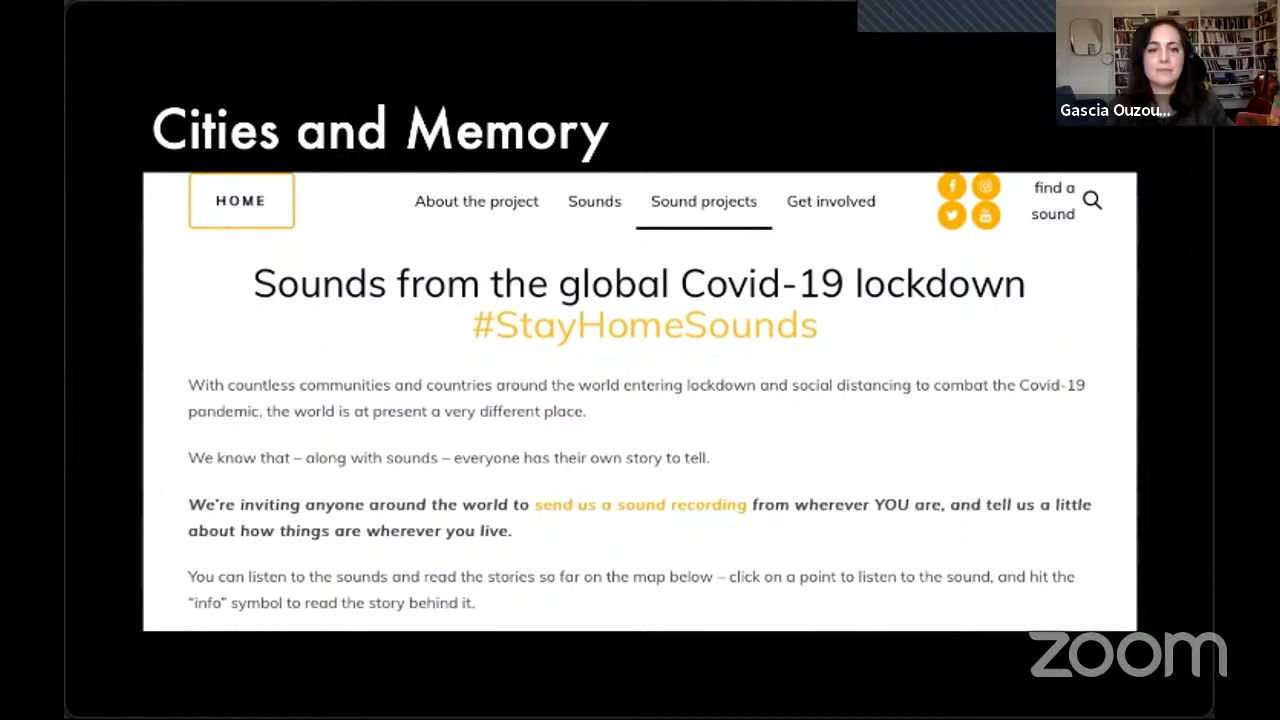 Gascia Ouzou...
Cities and Memory
HOME
About the project
Sounds
Sound projects
Get involved
find a
sound
Sounds from the global Covid-19 lockdown
#StayHomeSounds
With countless communities and countries around the world entering lockdown and social distancing to combat the Covid-19
pandemic, the world is at present a very different place.
We know that – along with sounds – everyone has their own story to tell.
We're inviting anyone around the world to send us a sound recording from wherever YOU are, and tell us a little
about how things are wherever you live.
You can listen to the sounds and read the stories so far on the map below – click on a point to listen to the sound, and hit the
“info” symbol to read the story behind it.
zoom